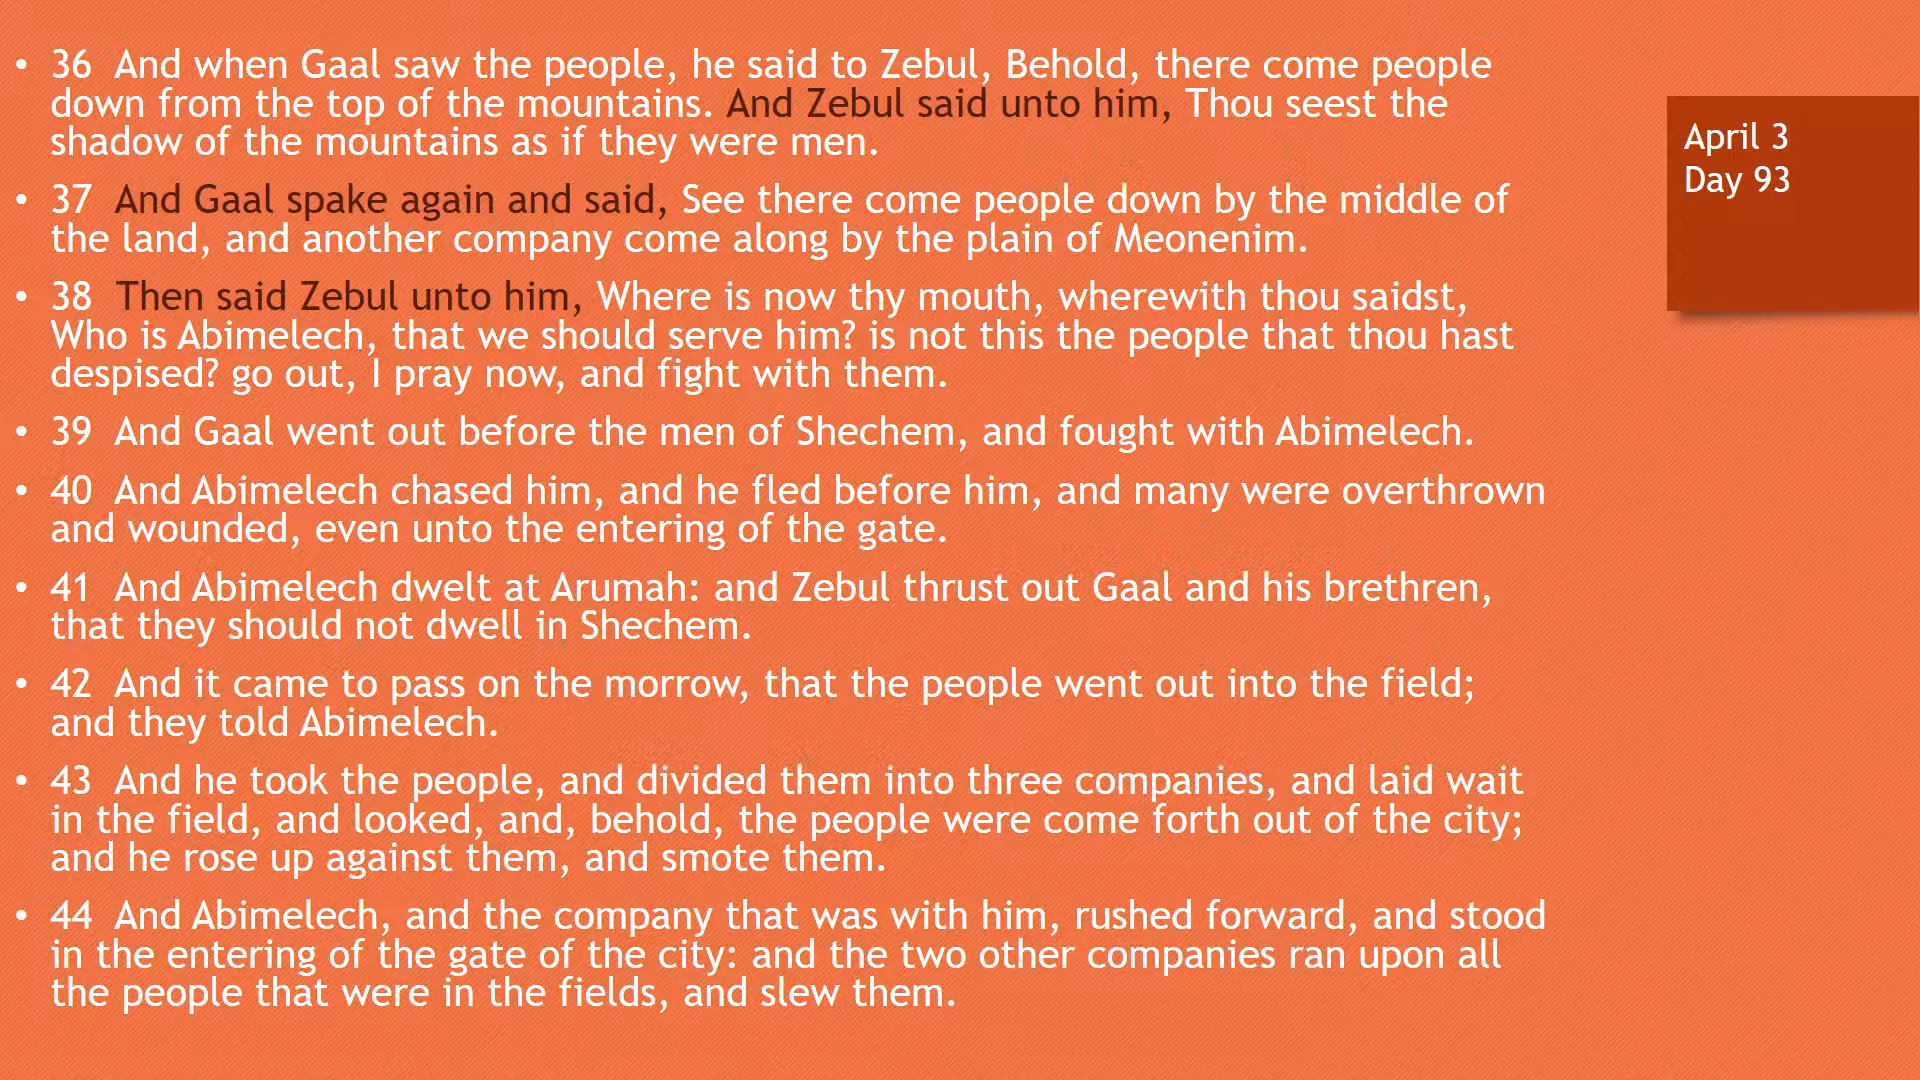 • 36  And when Gaal saw the people, he said to Zebul, Behold, there come people
down from the top of the mountains. And Zebul said unto him, Thou seest the
shadow of the mountains as if they were men.
• 37  And Gaal spake again and said, See there come people down by the middle of
the land, and another company come along by the plain of Meonenim.
• 38  Then said Zebul unto him, Where is now thy mouth, wherewith thou saidst,
Who is Abimelech, that we should serve him? is not this the people that thou hast
despised? go out, I pray now, and fight with them.
• 39  And Gaal went out before the men of Shechem, and fought with Abimelech.
• 40  And Abimelech chased him, and he fled before him, and many were overthrown
and wounded, even unto the entering of the gate.
• 41  And Abimelech dwelt at Arumah: and Zebul thrust out Gaal and his brethren,
that they should not dwell in Shechem.
• 42  And it came to pass on the morrow, that the people went out into the field;
and they told Abimelech.
• 43  And he took the people, and divided them into three companies, and laid wait
in the field, and looked, and, behold, the people were come forth out of the city;
and he rose up against them, and smote them.
• 44  And Abimelech, and the company that was with him, rushed forward, and stood
in the entering of the gate of the city: and the two other companies ran upon all
the people that were in the fields, and slew them.
April 3
Day 93